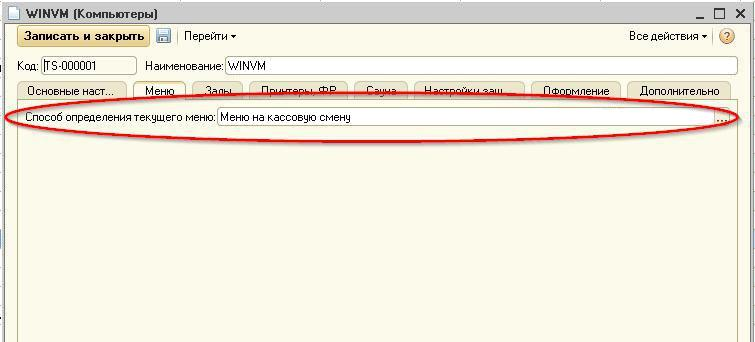 WINVM (Компьютеры)
Записать и закрыть Перейти Все действия ?
Код: TS-000001 Наименование: WINVM
Основные наст... Меню Залы Принтеры, ФР Сауна Настройки защ... Оформление Дополнительно
Способ определения текущего меню: Меню на кассовую смену ...